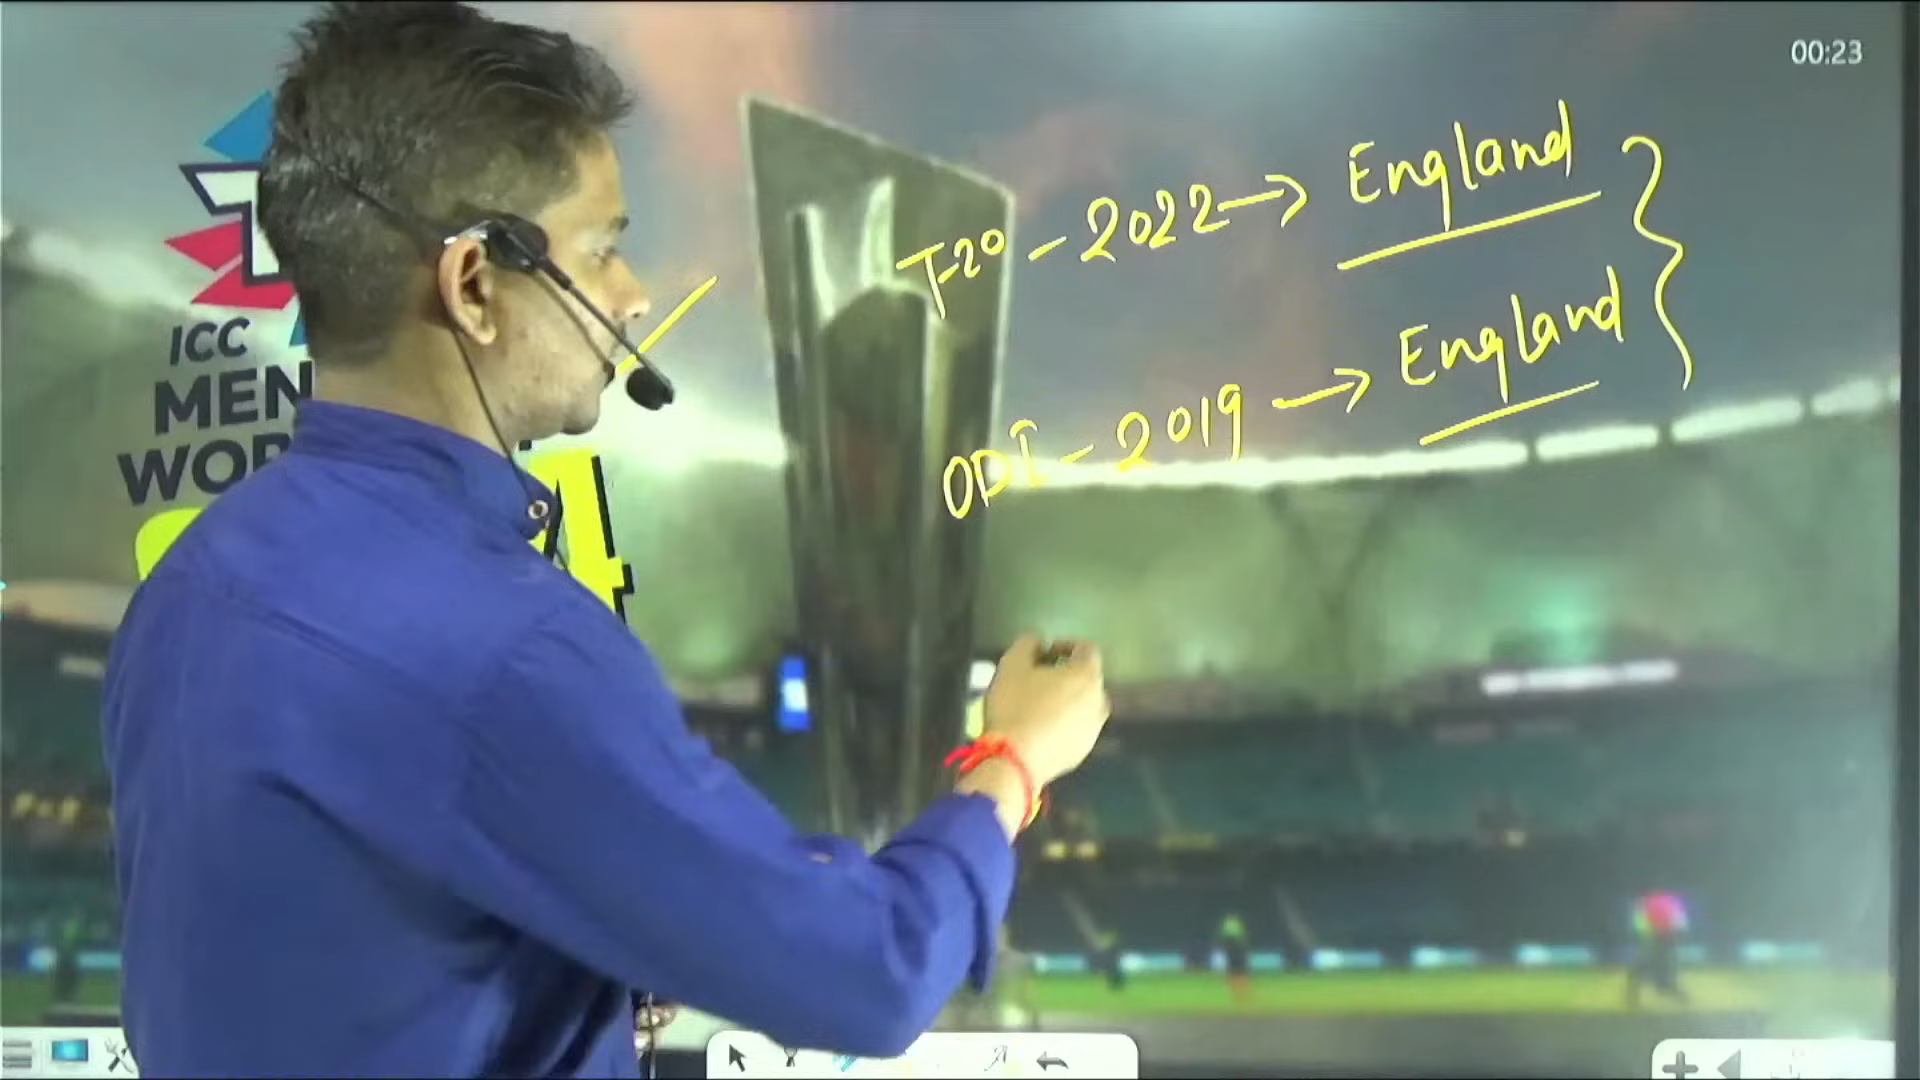 00:23
T-20 - 2022 → England
ODI - 2019 → England
ICC
MEN
WOR